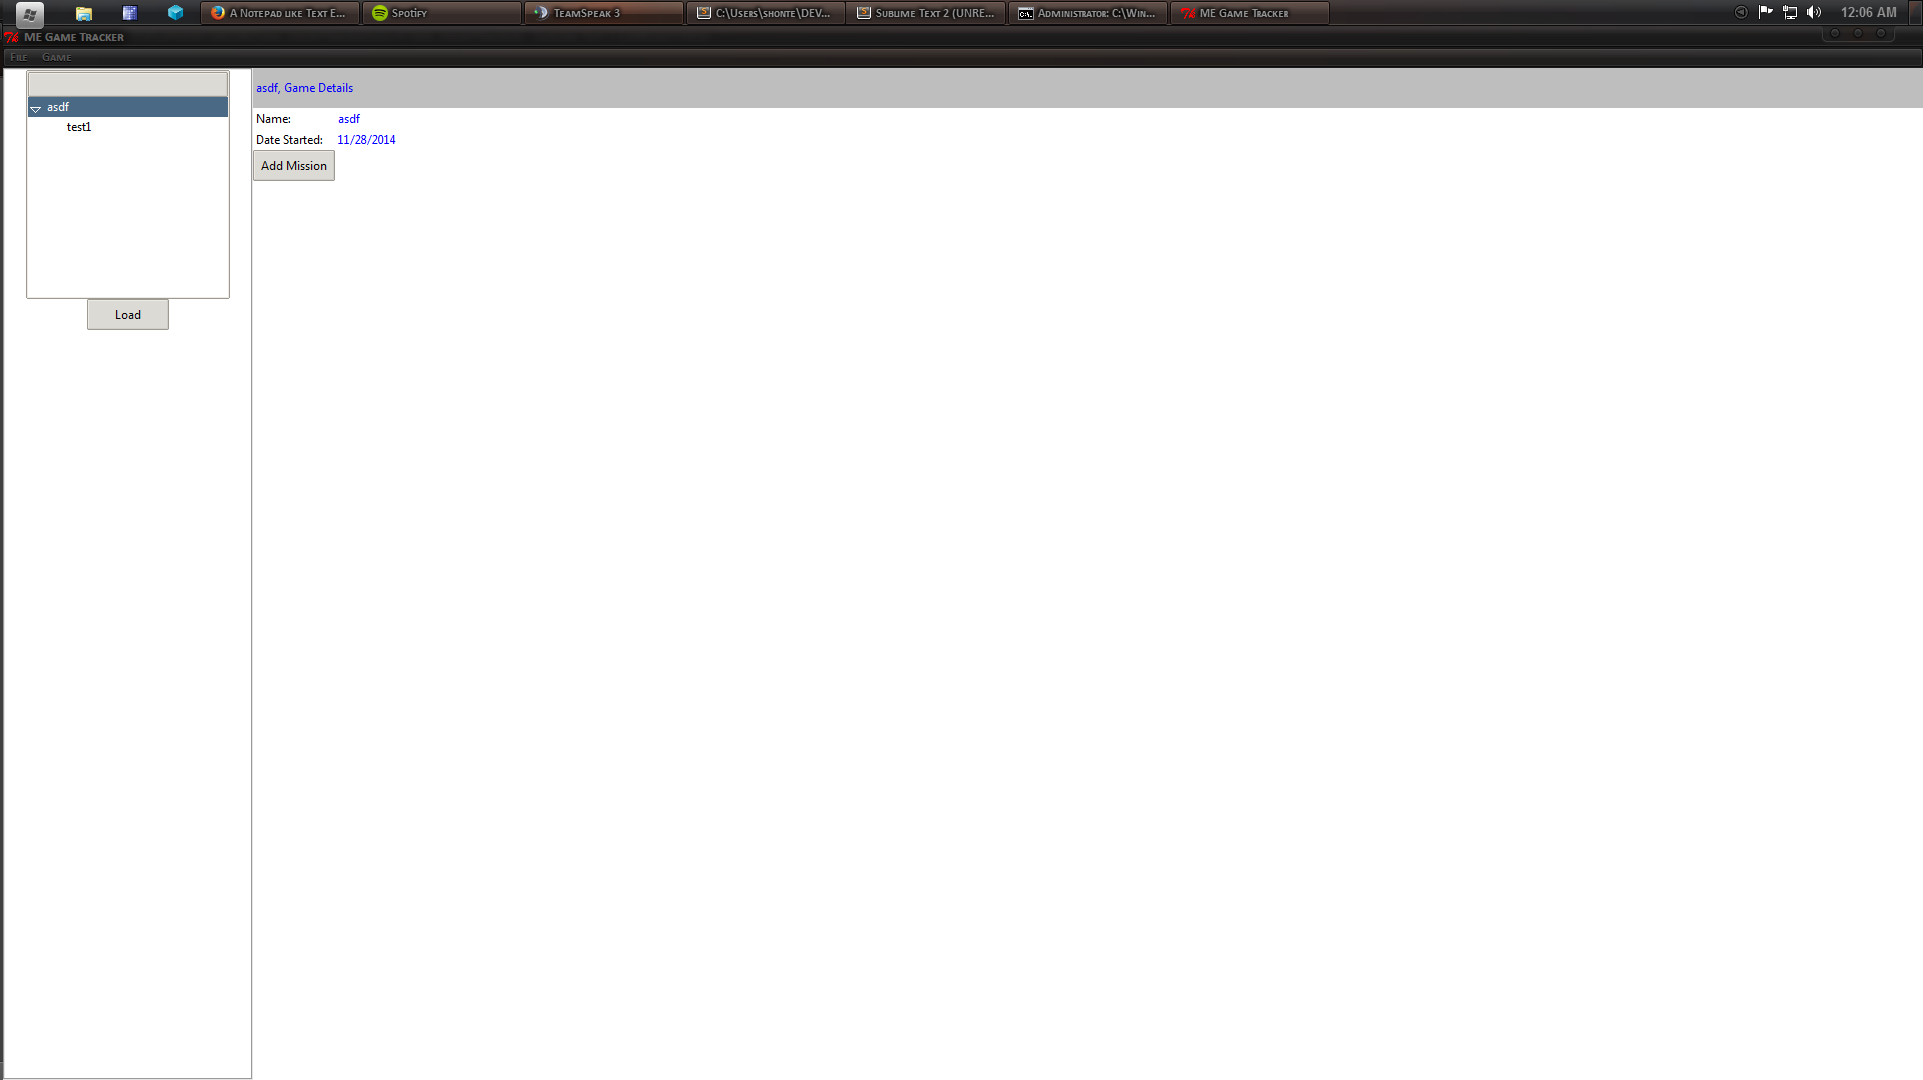 A Notepad like Text E...
Spotify
TeamSpeak 3
C:\Users\shonte\DEV...
Sublime Text 2 (UNRE...
Administrator: C:\Win...
ME Game Tracker
12:06 AM
ME Game Tracker
File Game
asdf
test1
Load
asdf, Game Details
Name: asdf
Date Started: 11/28/2014
Add Mission